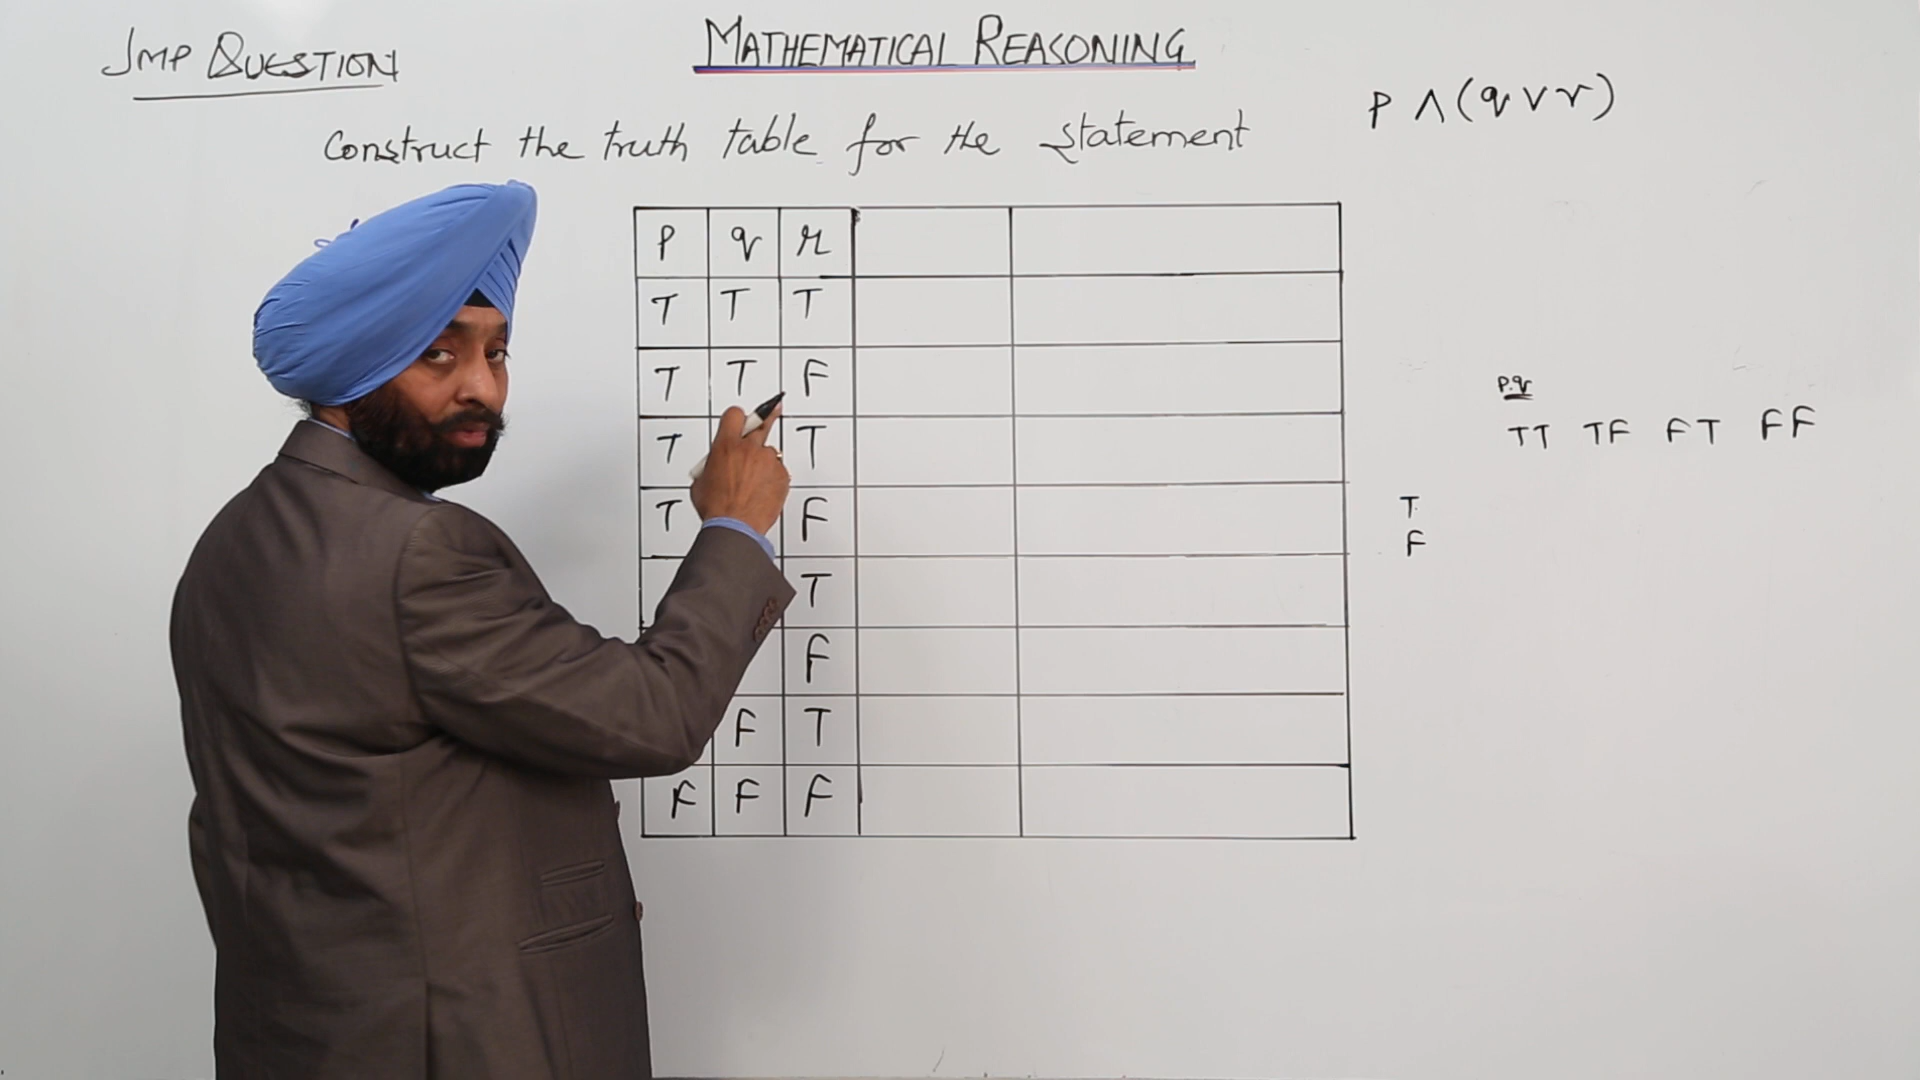 IMP QUESTION
MATHEMATICAL REASONING
Construct the truth table for the statement
p ∧ (q ∨ r)
p q r
T T T
T T F
T T
T F
T
F
F T
F F F
p.q
TT TF FT FF
T
F